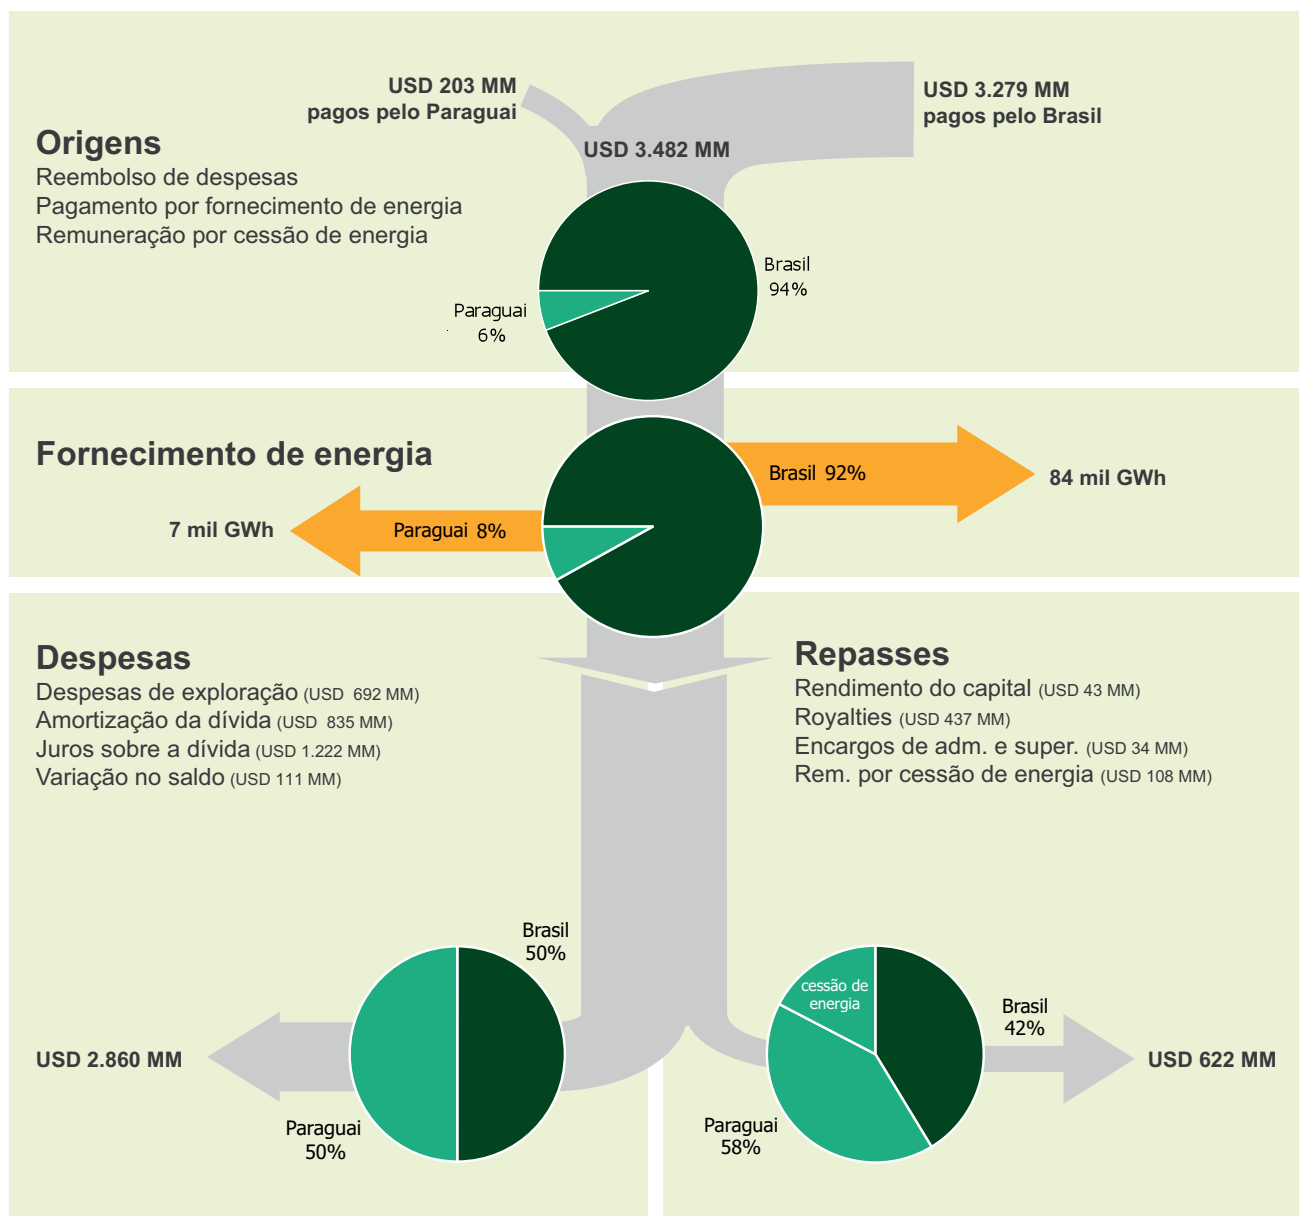 USD 203 MM
pagos pelo Paraguai
USD 3.279 MM
pagos pelo Brasil
USD 3.482 MM
Origens
Reembolso de despesas
Pagamento por fornecimento de energia
Remuneração por cessão de energia
Brasil
94%
Paraguai
6%
Fornecimento de energia
Brasil 92%
84 mil GWh
7 mil GWh
Paraguai 8%
Despesas
Despesas de exploração (USD 692 MM)
Amortização da dívida (USD 835 MM)
Juros sobre a dívida (USD 1.222 MM)
Variação no saldo (USD 111 MM)
Repasses
Rendimento do capital (USD 43 MM)
Royalties (USD 437 MM)
Encargos de adm. e super. (USD 34 MM)
Rem. por cessão de energia (USD 108 MM)
Brasil
50%
USD 2.860 MM
Paraguai
50%
cessão de
energia
Brasil
42%
USD 622 MM
Paraguai
58%